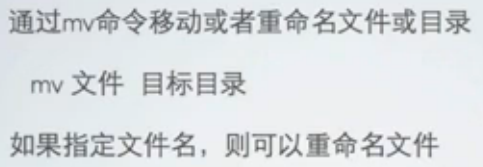 通过mv命令移动或者重命名文件或目录
mv 文件 目标目录
如果指定文件名，则可以重命名文件